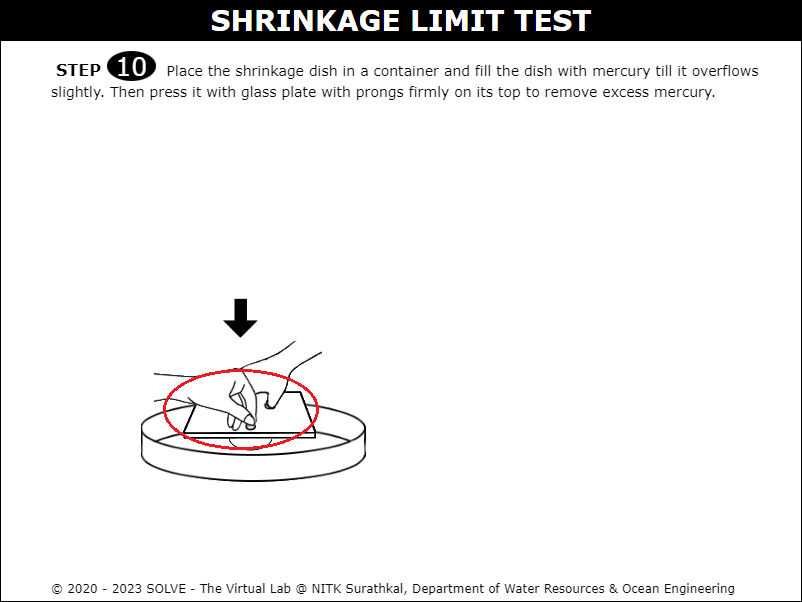 SHRINKAGE LIMIT TEST
STEP 10 Place the shrinkage dish in a container and fill the dish with mercury till it overflows
slightly. Then press it with glass plate with prongs firmly on its top to remove excess mercury.
© 2020 - 2023 SOLVE - The Virtual Lab @ NITK Surathkal, Department of Water Resources & Ocean Engineering